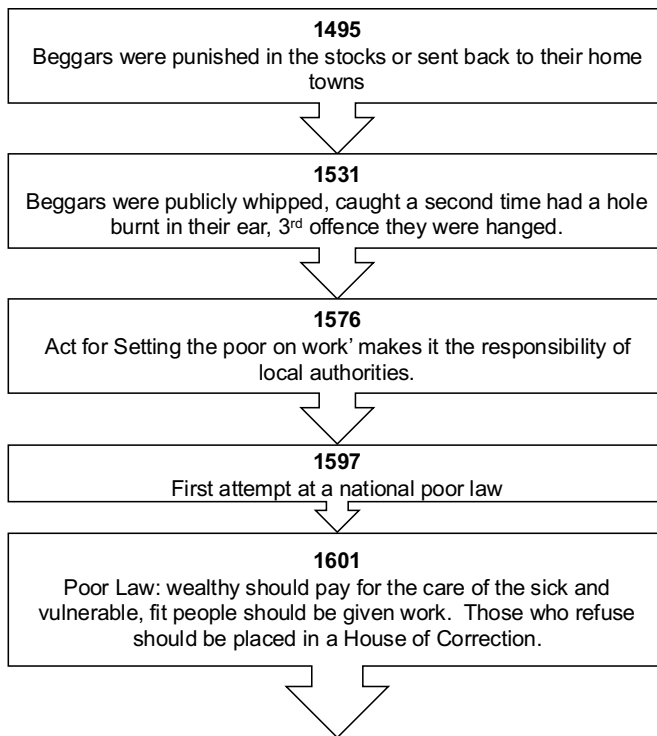 1495
Beggars were punished in the stocks or sent back to their home
towns
1531
Beggars were publicly whipped, caught a second time had a hole
burnt in their ear, 3rd offence they were hanged.
1576
Act for Setting the poor on work’ makes it the responsibility of
local authorities.
1597
First attempt at a national poor law
1601
Poor Law: wealthy should pay for the care of the sick and
vulnerable, fit people should be given work.  Those who refuse
should be placed in a House of Correction.